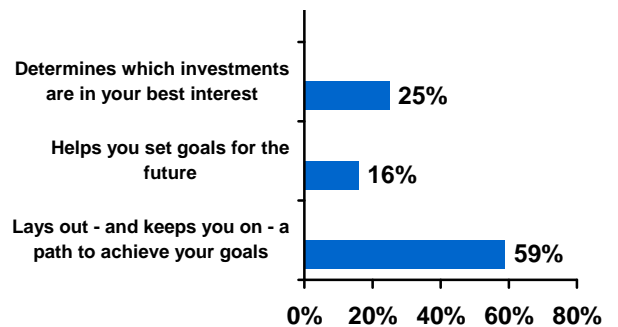 Determines which investments
are in your best interest
25%
Helps you set goals for the
future
16%
Lays out - and keeps you on - a
path to achieve your goals
59%
0% 20% 40% 60% 80%